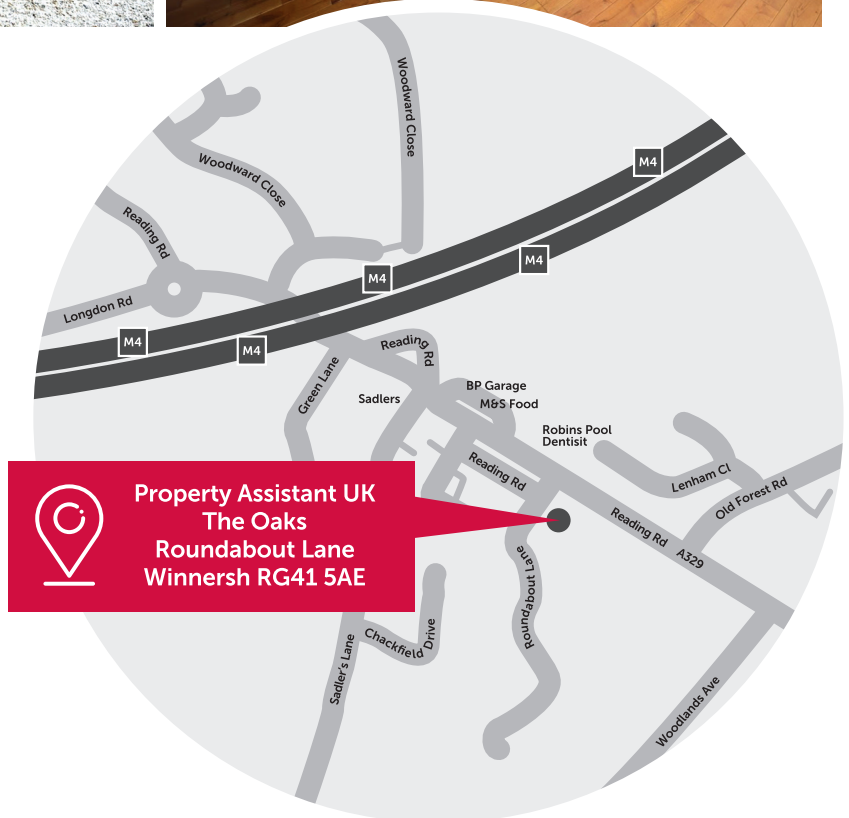 Woodward Close
M4
Woodward Close
Reading Rd
M4
M4
Longdon Rd
M4
M4
Reading Rd
Green Lane
BP Garage
Sadlers
M&S Food
Robins Pool
Dentisit
Reading Rd
Lenham Cl
Old Forest Rd
Reading Rd
A329
Property Assistant UK
The Oaks
Roundabout Lane
Winnersh RG41 5AE
Roundabout Lane
Chackfield Drive
Sadler's Lane
Woodlands Ave